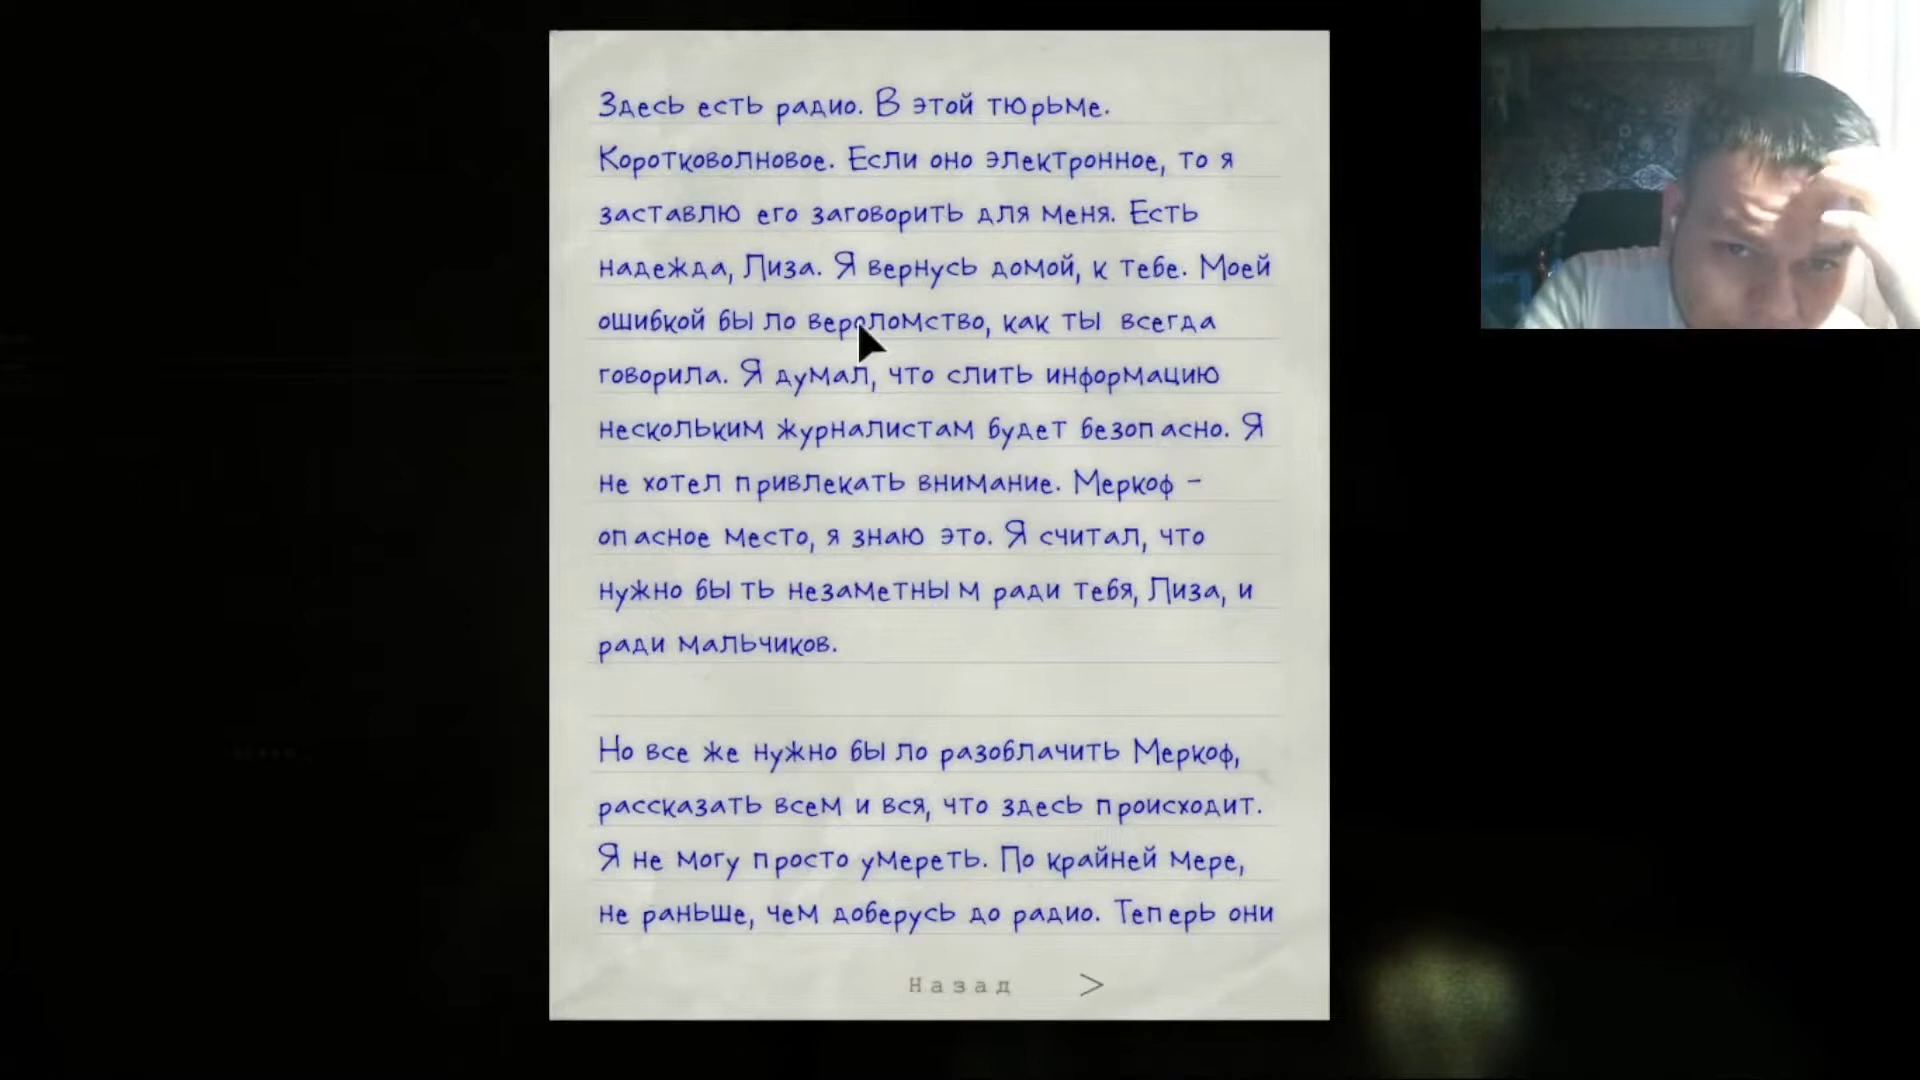 Здесь есть радио. В этой тюрьме.
Коротковолновое. Если оно электронное, то я
заставлю его заговорить для меня. Есть
надежда, Лиза. Я вернусь домой, к тебе. Моей
ошибкой было вероломство, как ты всегда
говорила. Я думал, что слить информацию
нескольким журналистам будет безопасно. Я
не хотел привлекать внимание. Меркоф -
опасное место, я знаю это. Я считал, что
нужно быть незаметным ради тебя, Лиза, и
ради мальчиков.
Но все же нужно было разоблачить Меркоф,
рассказать всем и вся, что здесь происходит.
Я не могу просто умереть. По крайней мере,
не раньше, чем доберусь до радио. Теперь они
Назад >